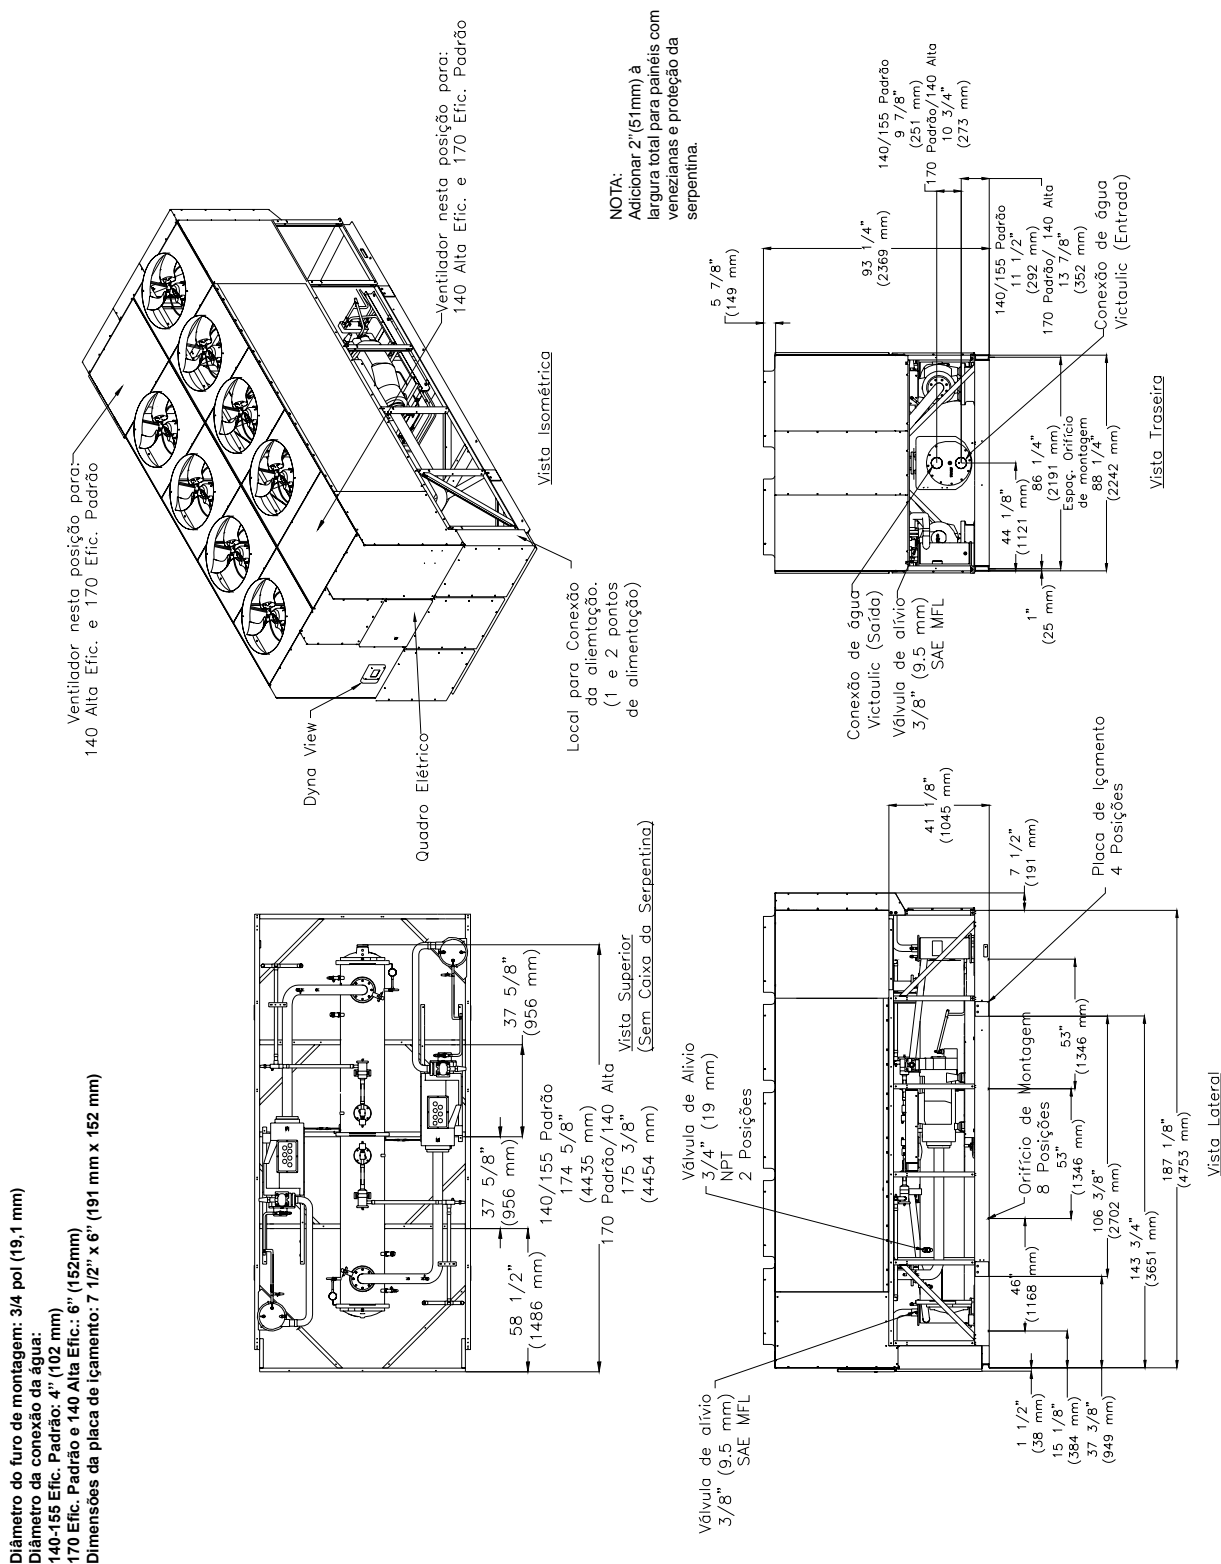 Diâmetro do furo de montagem: 3/4 pol (19,1 mm)
Diâmetro da conexão da água:
140-155 Efic. Padrão: 4” (102 mm)
170 Efic. Padrão e 140 Alta Efic.: 6” (152mm)
Dimensões da placa de içamento: 7 1/2” x 6” (191 mm x 152 mm)
Ventilador nesta posição para:
140 Alta Efic. e 170 Efic. Padrão
Ventilador nesta posição para:
140 Alta Efic. e 170 Efic. Padrão
Dyna View
Quadro Elétrico
Local para Conexão
da aliemtação.
(1 e 2 pontos
de alimentação)
Vista Isométrica
58 1/2”
(1486 mm)
37 5/8”
(956 mm)
37 5/8”
(956 mm)
140/155 Padrão
174 5/8”
(4435 mm)
170 Padrão/140 Alta
175 3/8”
(4454 mm)
Vista Superior
(Sem Caixa da Serpentina)
NOTA:
Adicionar 2”(51mm) à
largura total para painéis com
venezianas e proteção da
serpentina.
Válvula de alívio
3/8” (9.5 mm)
SAE MFL
Válvula de Alivio
3/4” (19 mm)
NPT
2 Posições
41 1/8”
(1045 mm)
7 1/2”
(191 mm)
Placa de Içamento
4 Posições
Orifício de Montagem
8 Posições
53”
(1346 mm)
53”
(1346 mm)
46”
(1168 mm)
106 3/8”
(2702 mm)
143 3/4”
(3651 mm)
187 1/8”
(4753 mm)
1 1/2”
(38 mm)
15 1/8”
(384 mm)
37 3/8”
(949 mm)
Vista Lateral
5 7/8”
(149 mm)
93 1/4”
(2369 mm)
140/155 Padrão
9 7/8”
(251 mm)
170 Padrão/140 Alta
10 3/4”
(273 mm)
140/155 Padrão
11 1/2”
(292 mm)
170 Padrão/ 140 Alta
13 7/8”
(352 mm)
Conexão de água
Victaulic (Entrada)
Conexão de água
Victaulic (Saída)
Válvula de alívio
3/8” (9.5 mm)
SAE MFL
44 1/8”
(1121 mm)
86 1/4”
(2191 mm)
Espaç. Orifício
de montagem
88 1/4”
(2242 mm)
1”
(25 mm)
Vista Traseira